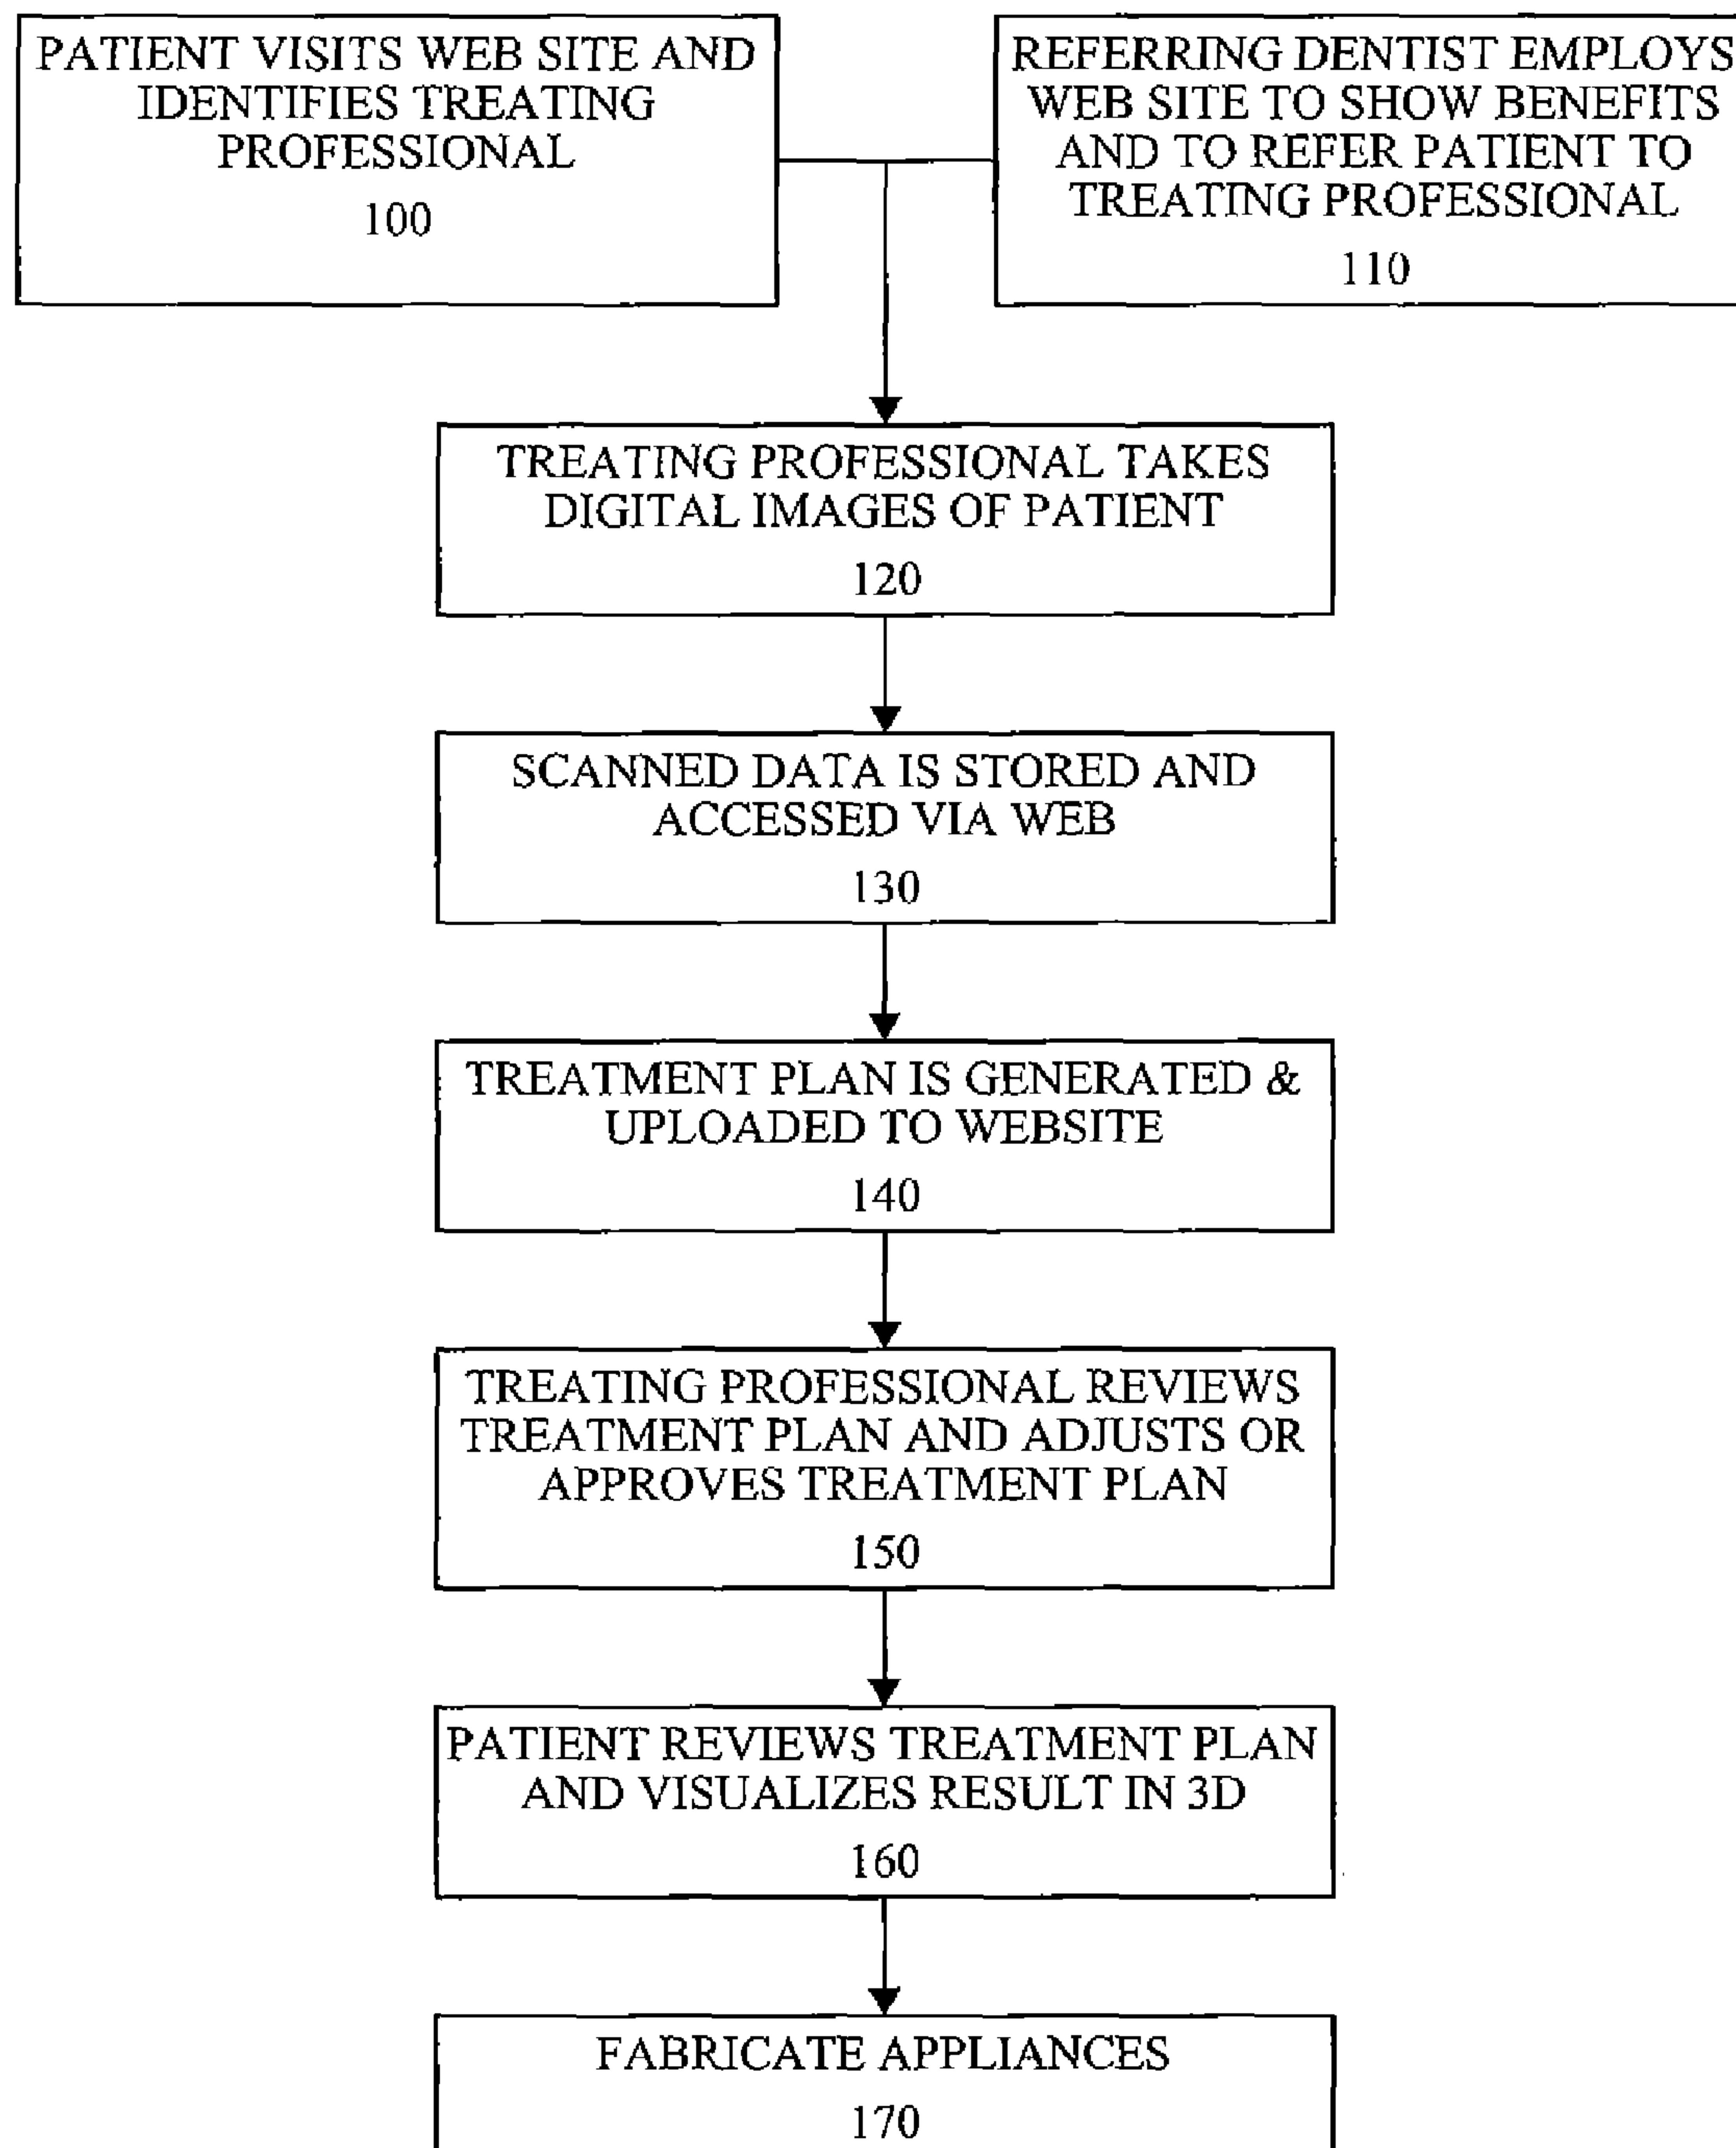 PATIENT VISITS WEB SITE AND
IDENTIFIES TREATING
PROFESSIONAL
100
REFERRING DENTIST EMPLOYS
WEB SITE TO SHOW BENEFITS
AND TO REFER PATIENT TO
TREATING PROFESSIONAL
110
TREATING PROFESSIONAL TAKES
DIGITAL IMAGES OF PATIENT
120
SCANNED DATA IS STORED AND
ACCESSED VIA WEB
130
TREATMENT PLAN IS GENERATED &
UPLOADED TO WEBSITE
140
TREATING PROFESSIONAL REVIEWS
TREATMENT PLAN AND ADJUSTS OR
APPROVES TREATMENT PLAN
150
PATIENT REVIEWS TREATMENT PLAN
AND VISUALIZES RESULT IN 3D
160
FABRICATE APPLIANCES
170